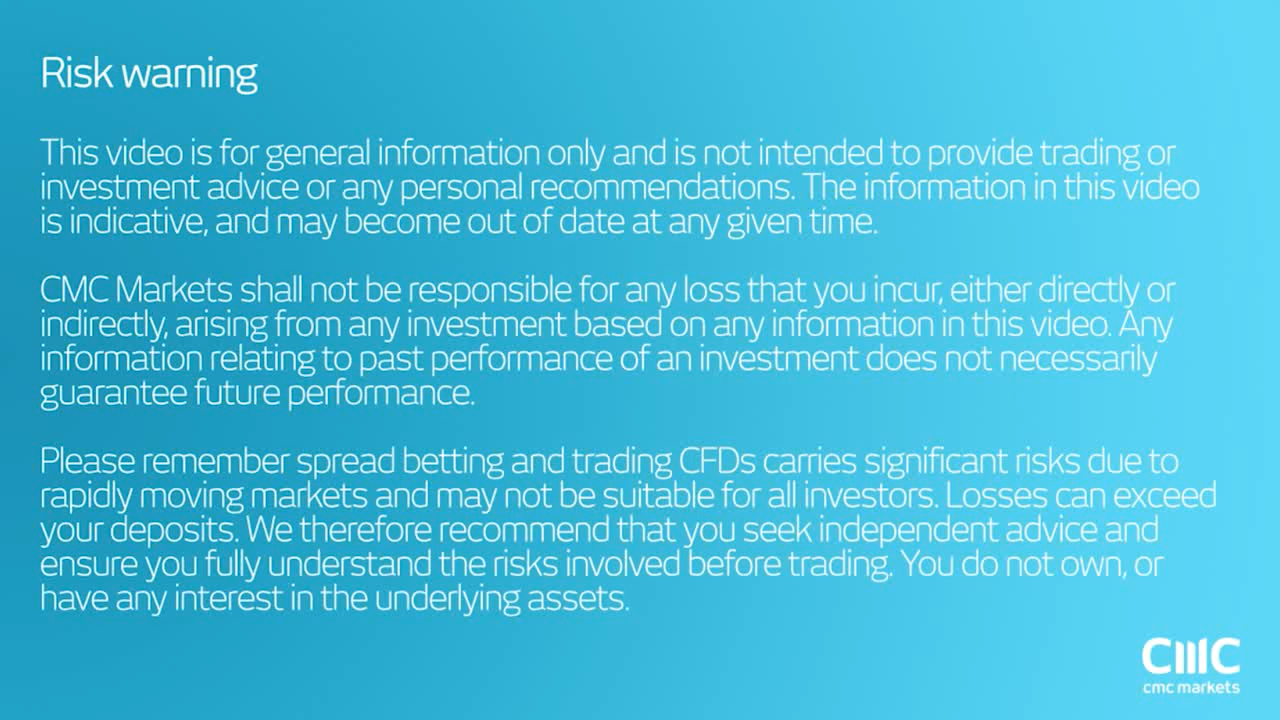 Risk warning
This video is for general information only and is not intended to provide trading or
investment advice or any personal recommendations. The information in this video
is indicative, and may become out of date at any given time.
CMC Markets shall not be responsible for any loss that you incur, either directly or
indirectly, arising from any investment based on any information in this video. Any
information relating to past performance of an investment does not necessarily
guarantee future performance.
Please remember spread betting and trading CFDs carries significant risks due to
rapidly moving markets and may not be suitable for all investors. Losses can exceed
your deposits. We therefore recommend that you seek independent advice and
ensure you fully understand the risks involved before trading. You do not own, or
have any interest in the underlying assets.
CMC
cmc markets